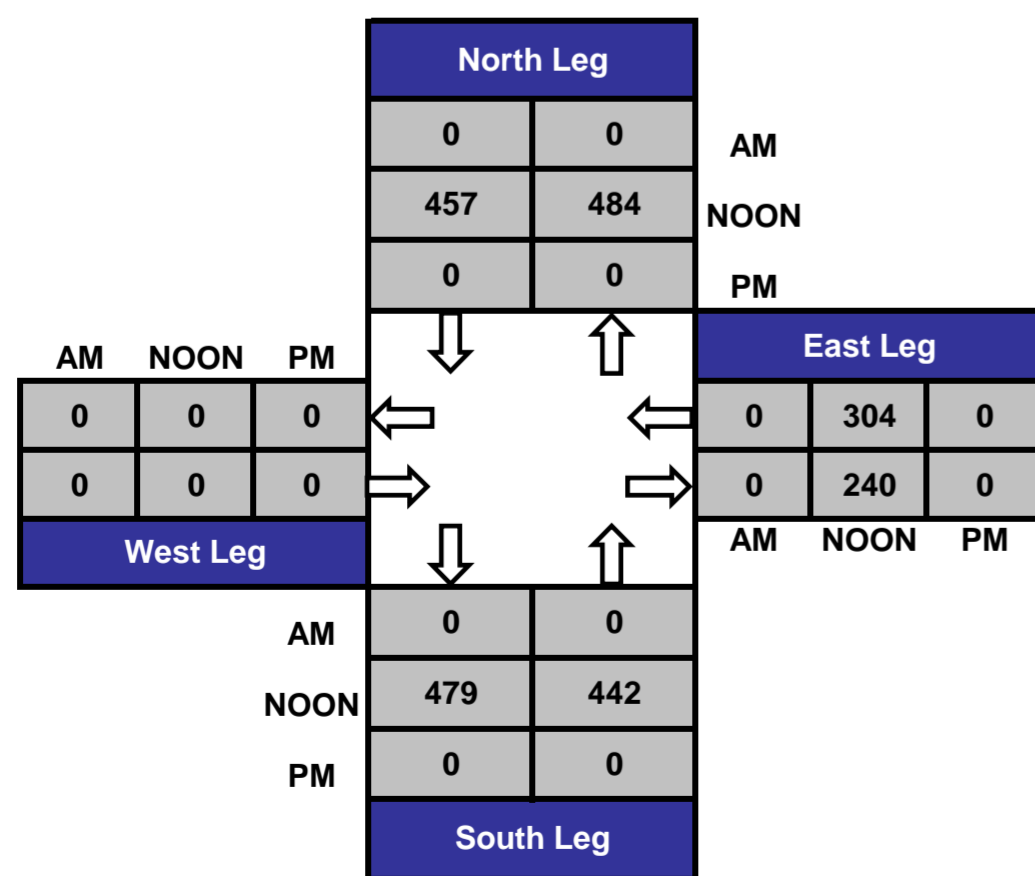 North Leg
0 0 AM
457 484 NOON
0 0 PM
East Leg
AM NOON PM
0 0 0 0 304 0
0 0 0 0 240 0
West Leg
AM NOON PM
AM 0 0
NOON 479 442
PM 0 0
South Leg